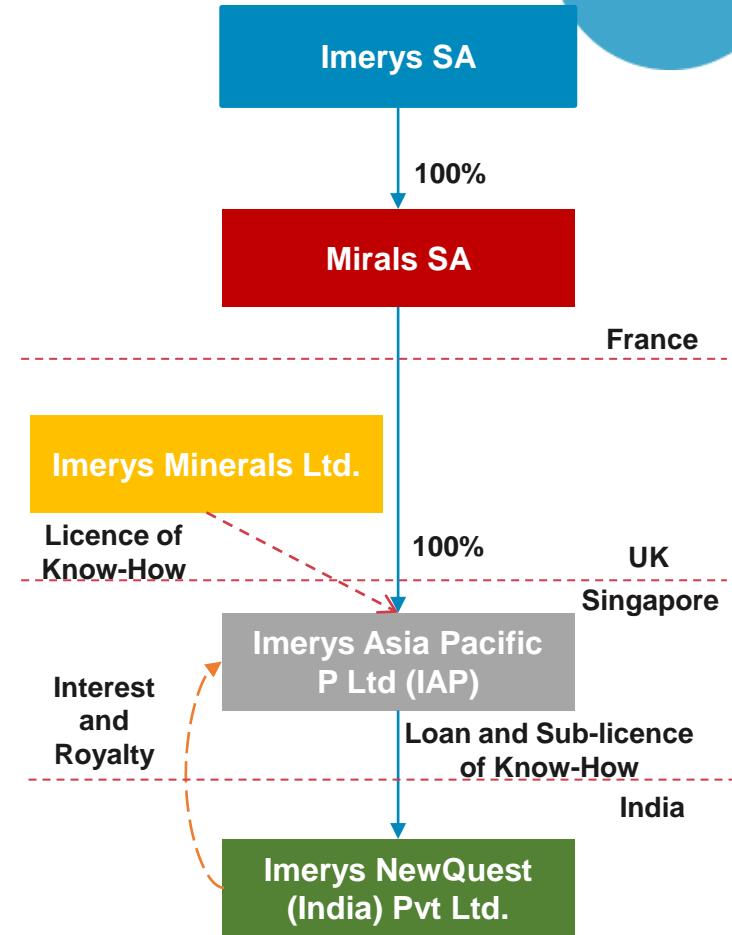 Imerys SA
100%
Mirals SA
France
Imerys Minerals Ltd.
Licence of
Know-How
100%
UK
Singapore
Imerys Asia Pacific
P Ltd (IAP)
Interest
and
Royalty
Loan and Sub-licence
of Know-How
India
Imerys NewQuest
(India) Pvt Ltd.